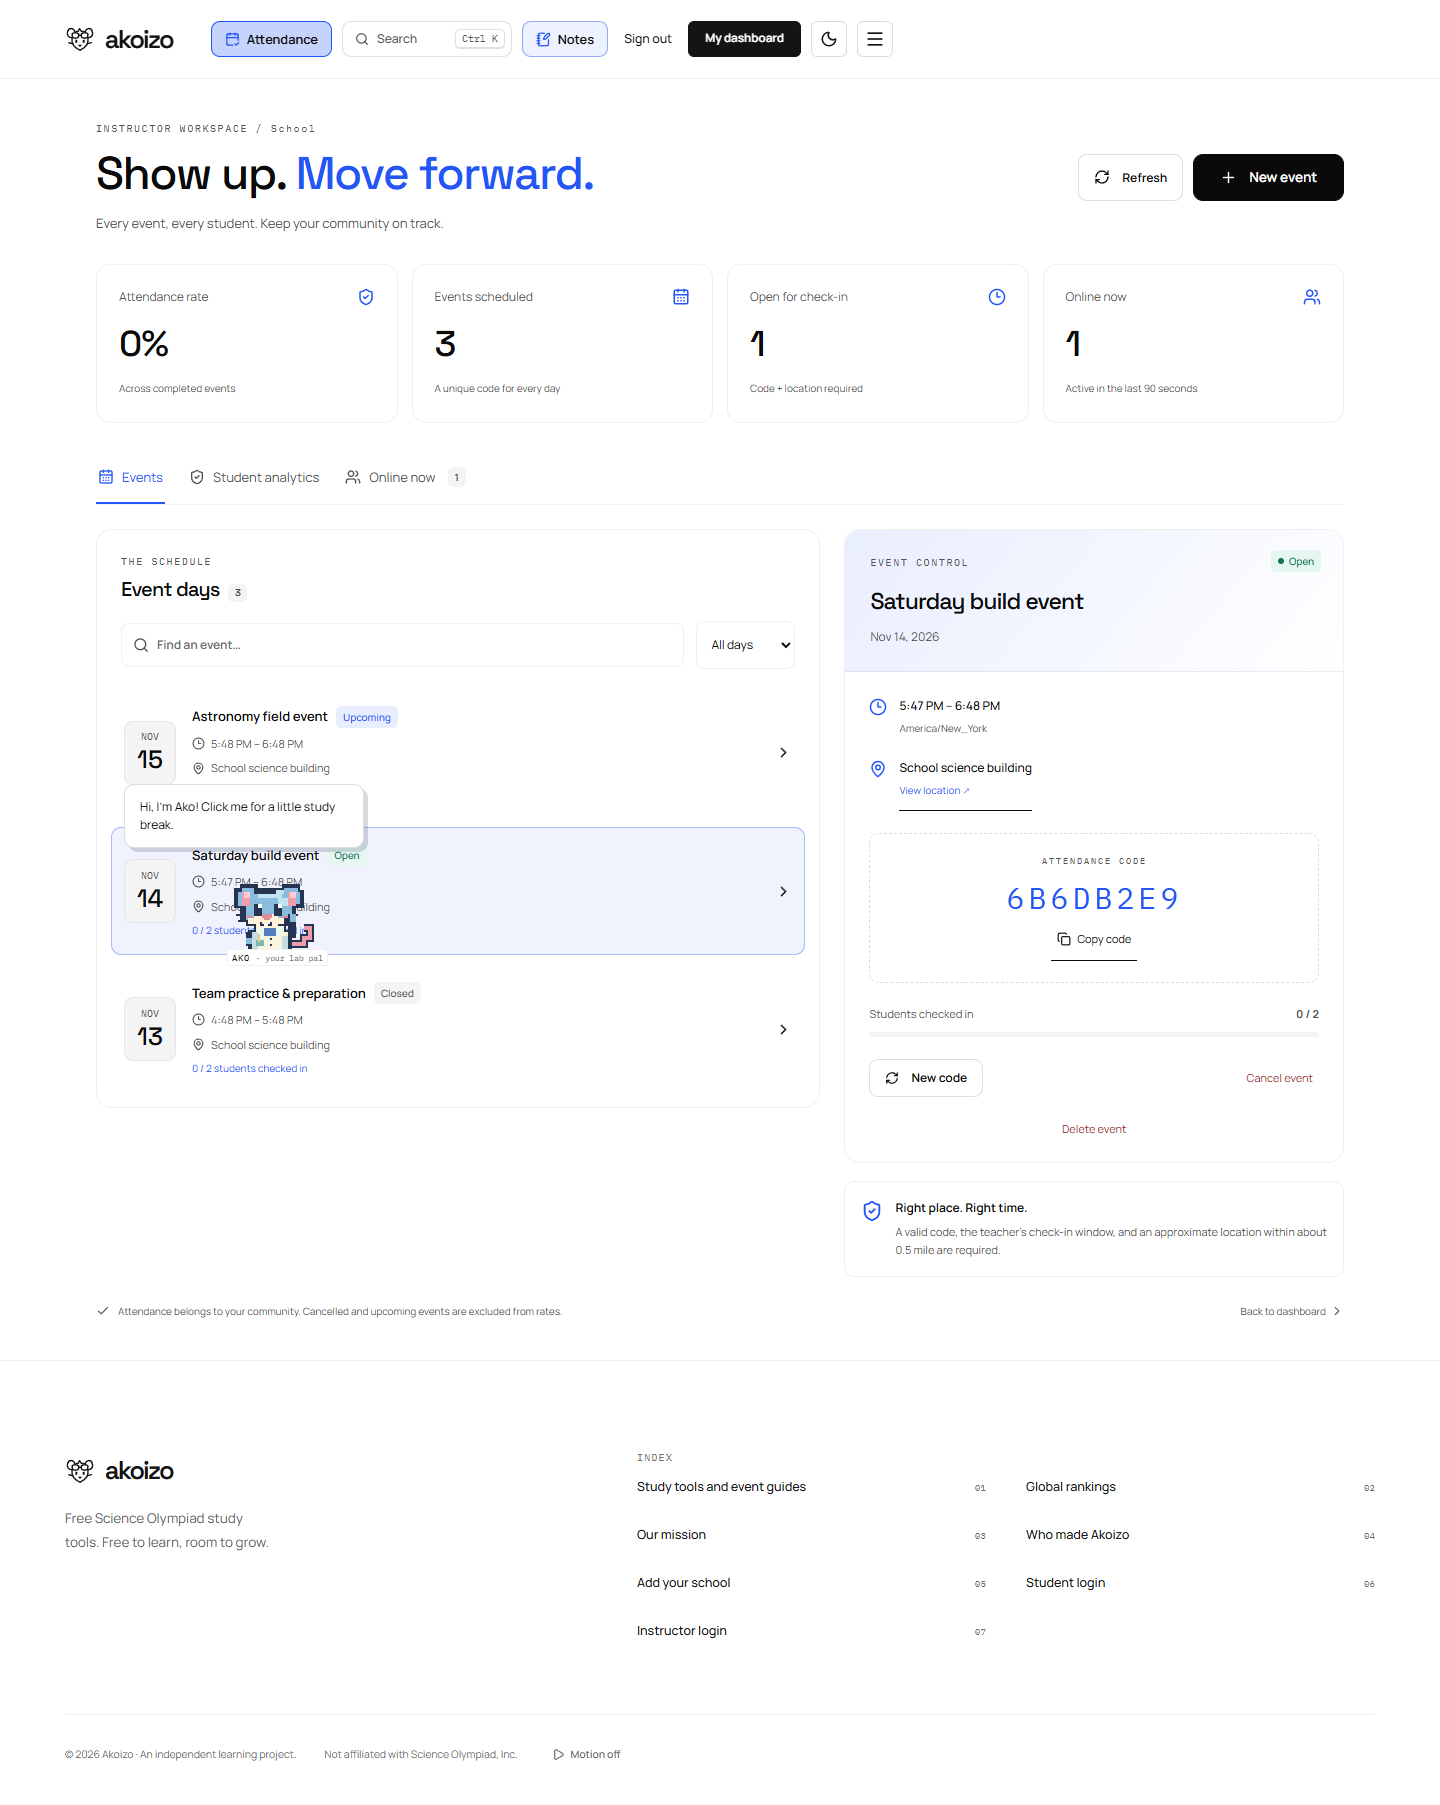 akoizo
Attendance
Search
Ctrl K
Notes
Sign out
My dashboard
INSTRUCTOR WORKSPACE / School
Show up. Move forward.
Every event, every student. Keep your community on track.
Refresh
New event
Attendance rate
0%
Across completed events
Events scheduled
3
A unique code for every day
Open for check-in
1
Code + location required
Online now
1
Active in the last 90 seconds
Events
Student analytics
Online now 1
THE SCHEDULE
Event days 3
Find an event...
All days
NOV
15
Astronomy field event Upcoming
5:48 PM – 6:48 PM
School science building
Hi, I'm Ako! Click me for a little study
break.
NOV
14
Saturday build event Open
5:47 PM – 6:48 PM
0 / 2
AKO · your lab pal
NOV
13
Team practice & preparation Closed
4:48 PM – 5:48 PM
School science building
0 / 2 students checked in
EVENT CONTROL
Open
Saturday build event
Nov 14, 2026
5:47 PM – 6:48 PM
America/New_York
School science building
View location ↗
ATTENDANCE CODE
6B6DB2E9
Copy code
Students checked in 0 / 2
New code
Cancel event
Delete event
Right place. Right time.
A valid code, the teacher's check-in window, and an approximate location within about
0.5 mile are required.
Attendance belongs to your community. Cancelled and upcoming events are excluded from rates.
Back to dashboard
akoizo
Free Science Olympiad study
tools. Free to learn, room to grow.
INDEX
Study tools and event guides 01
Global rankings 02
Our mission 03
Who made Akoizo 04
Add your school 05
Student login 06
Instructor login 07
© 2026 Akoizo · An independent learning project.
Not affiliated with Science Olympiad, Inc.
Motion off